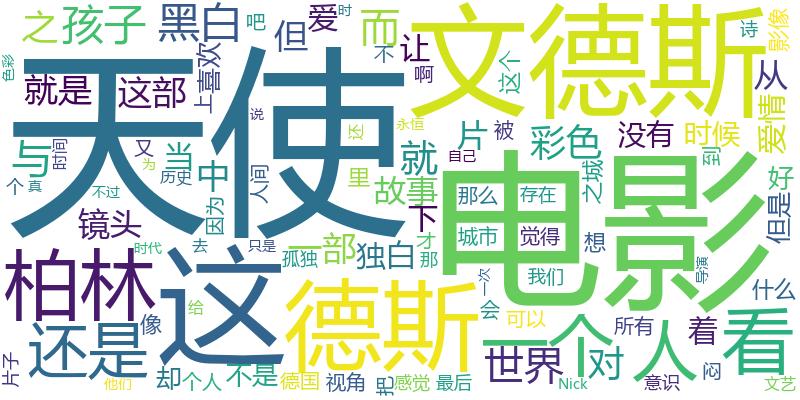 之
孩子
黑白
吧
但
爱
时
而
不
让
啊
文德斯
诗
影像
色彩
就是
这部
上
喜欢
天使
这个
从
爱情
与
时间
又
为
当
中
因为
说
人间
还
里
永恒
就
片
被
自己
彩色
没有
时候
到
好
但是
个
真
不过
历史
故事
下
那么
存在
之城
镜头
时代
去
只是
一部
孤独
独白
才
那
城市
觉得
想
电影
柏林
这
德斯
一次
我们
导演
什么
还是
像
给
会
可以
一个
对
人
所有
着
看
片子
他们
却
个人
不是
德国
视角
把
感觉
最后
世界
Nick
意识
闷
文艺